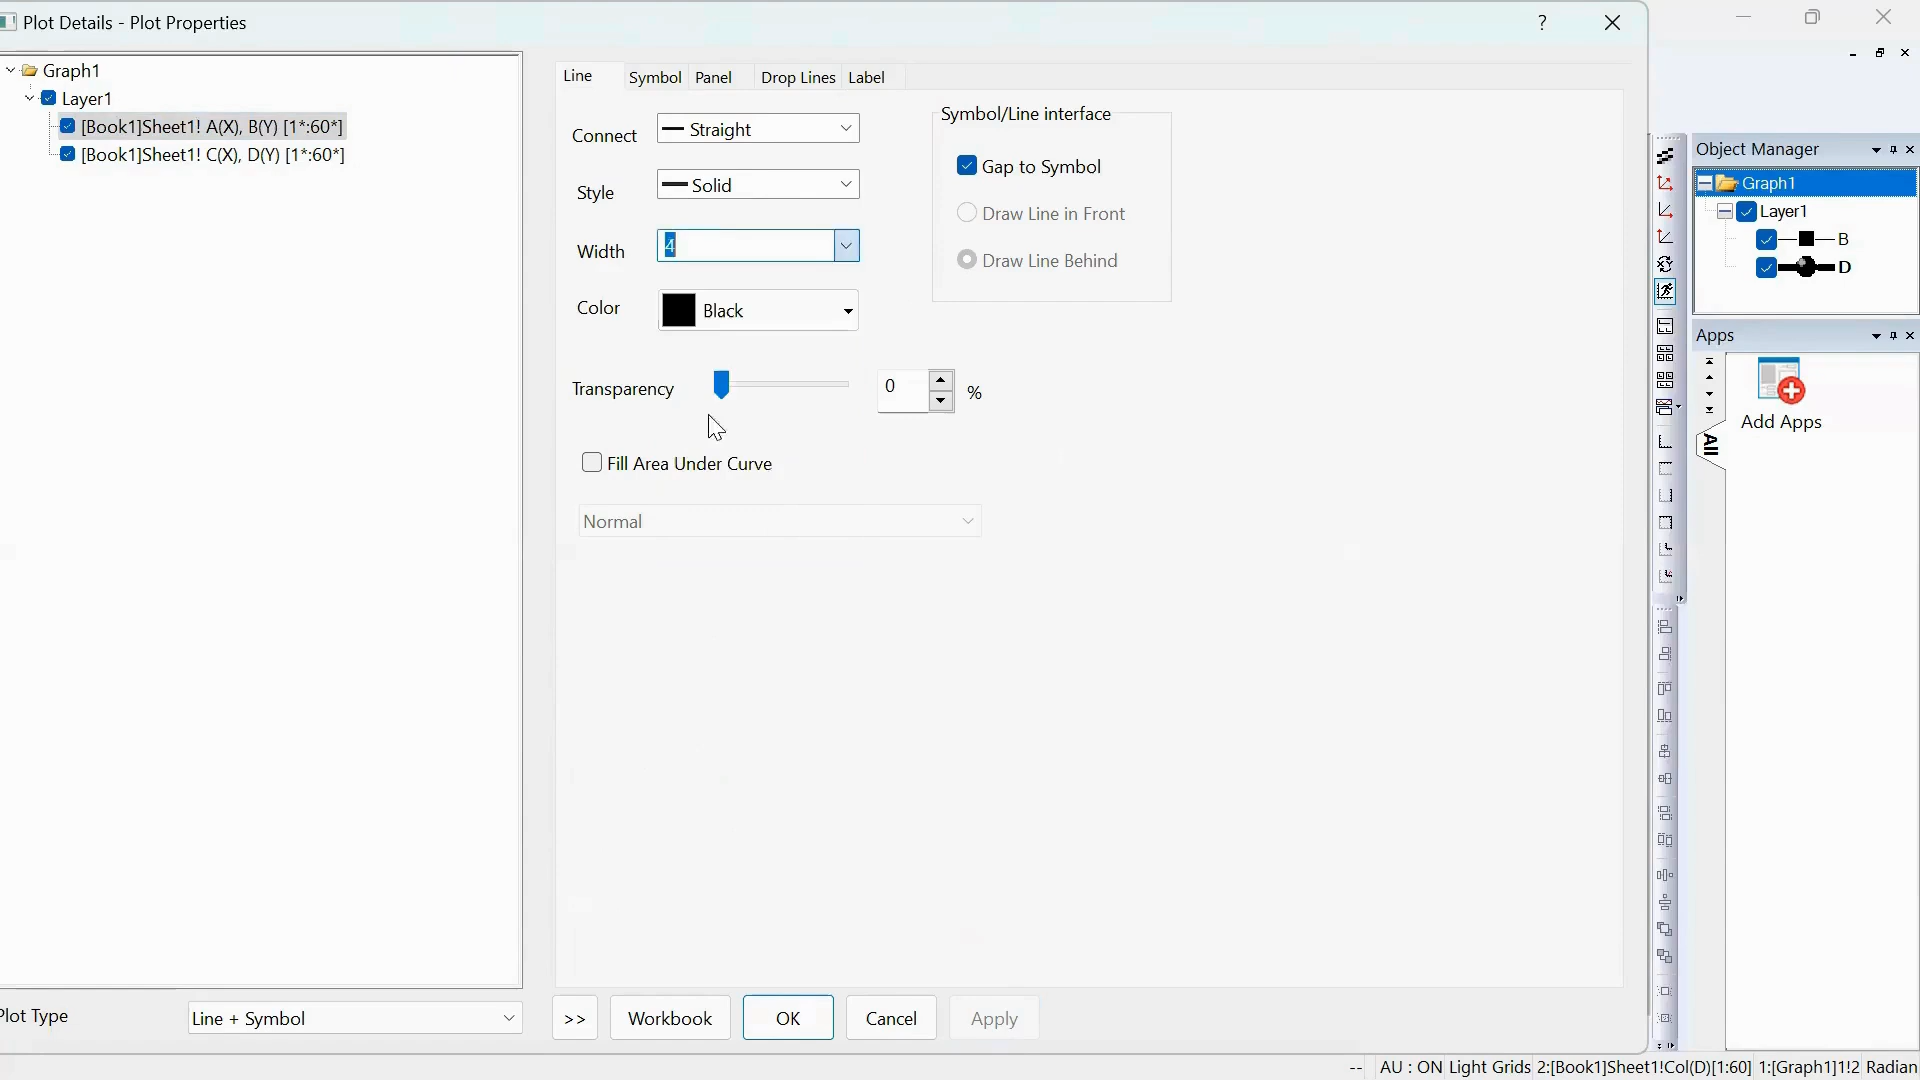 Plot Details - Plot Properties
?
Graph1
Layer1
[Book1]Sheet1! A(X), B(Y) [1*:60*]
[Book1]Sheet1! C(X), D(Y) [1*:60*]
Plot Type
Line + Symbol
Line Symbol Panel Drop Lines Label
Connect
Straight
Style
Solid
Width
4
Color
Black
Transparency
0
%
Fill Area Under Curve
Normal
Symbol/Line interface
Gap to Symbol
Draw Line in Front
Draw Line Behind
>>
Workbook
OK
Cancel
Apply
Object Manager
Graph1
Layer1
B
D
Apps
All
Add Apps
-- AU : ON Light Grids 2:[Book1]Sheet1!Col(D)[1:60] 1:[Graph1]1!2 Radian